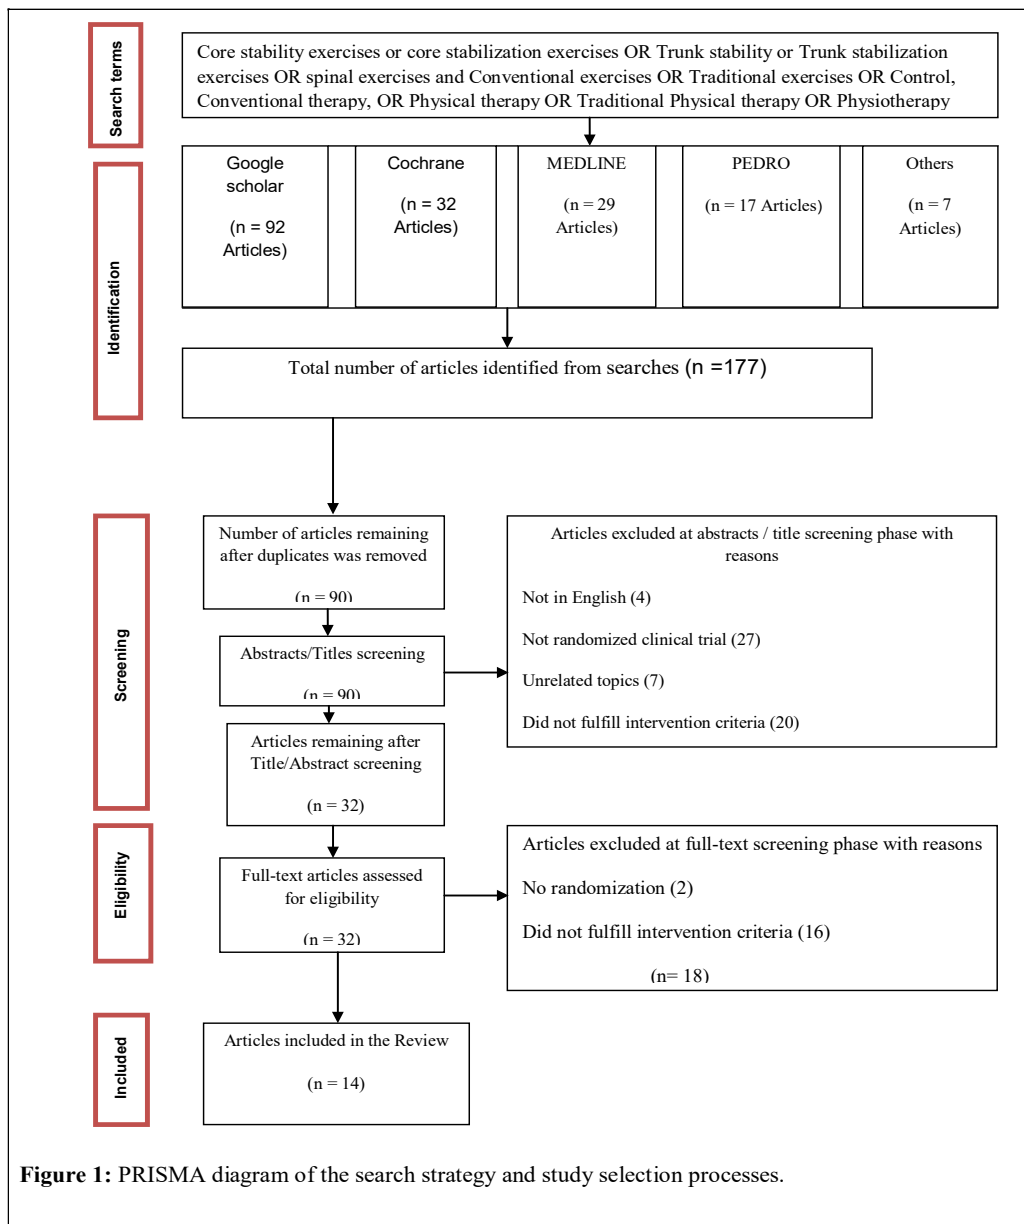 Search terms
Core stability exercises or core stabilization exercises OR Trunk stability or Trunk stabilization
exercises OR spinal exercises and Conventional exercises OR Traditional exercises OR Control,
Conventional therapy, OR Physical therapy OR Traditional Physical therapy OR Physiotherapy
Identification
Google
scholar
(n = 92
Articles)
Cochrane
(n = 32
Articles)
MEDLINE
(n = 29
Articles)
PEDRO
(n = 17 Articles)
Others
(n = 7
Articles)
Total number of articles identified from searches (n =177)
Screening
Number of articles remaining
after duplicates was removed
(n = 90)
Abstracts/Titles screening
(n = 90)
Articles remaining after
Title/Abstract screening
(n = 32)
Articles excluded at abstracts / title screening phase with
reasons
Not in English (4)
Not randomized clinical trial (27)
Unrelated topics (7)
Did not fulfill intervention criteria (20)
Eligibility
Full-text articles assessed
for eligibility
(n = 32)
Articles excluded at full-text screening phase with reasons
No randomization (2)
Did not fulfill intervention criteria (16)
(n= 18)
Included
Articles included in the Review
(n = 14)
Figure 1: PRISMA diagram of the search strategy and study selection processes.